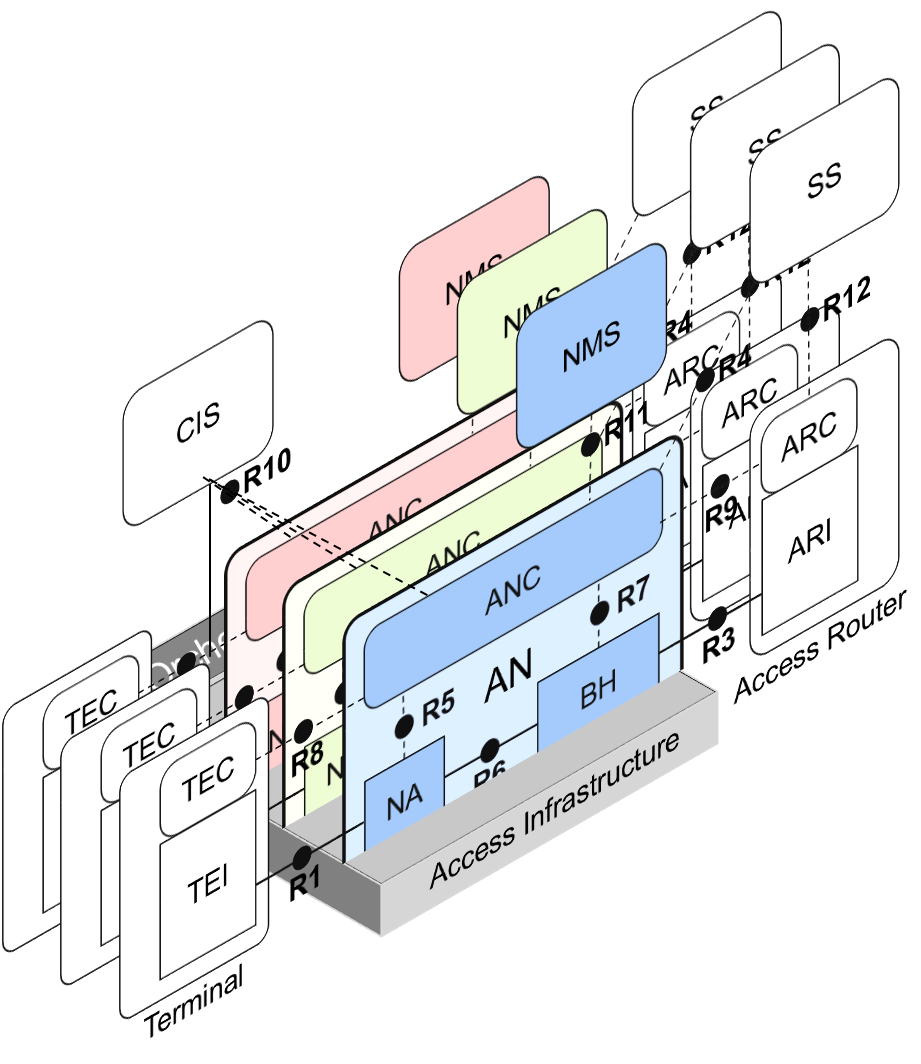 SS
SS
SS
R12
NMS
NMS
NMS
R4
R4
ARC
ARC
ARC
CIS
R10
R11
R9
ARI
ANC
ANC
ANC
R7
R3
Access Router
AN
BH
R5
R6
NA
TEC
TEC
TEC
R8
TEI
R1
Access Infrastructure
Terminal